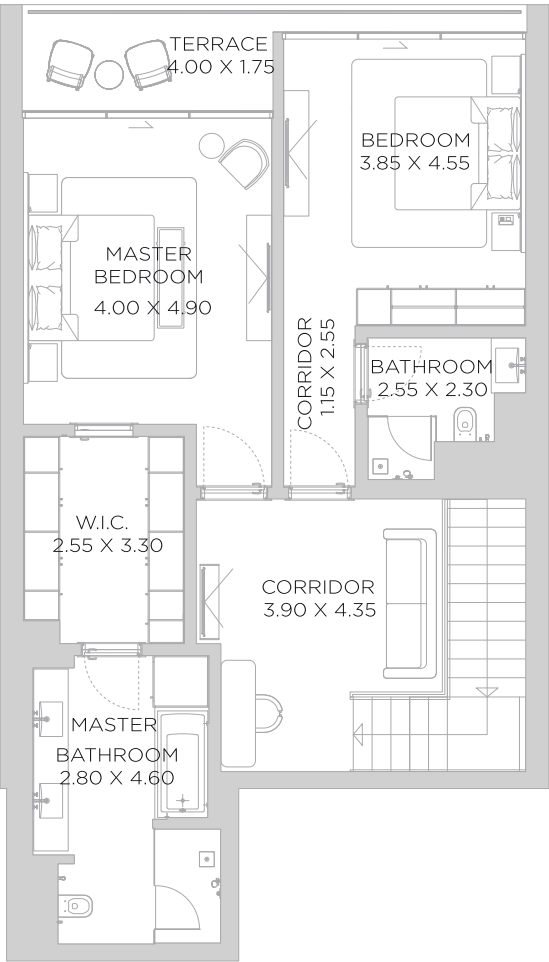 TERRACE
4.00 X 1.75
BEDROOM
3.85 X 4.55
MASTER
BEDROOM
4.00 X 4.90
CORRIDOR
1.15 X 2.55
BATHROOM
2.55 X 2.30
W.I.C.
2.55 X 3.30
CORRIDOR
3.90 X 4.35
MASTER
BATHROOM
2.80 X 4.60